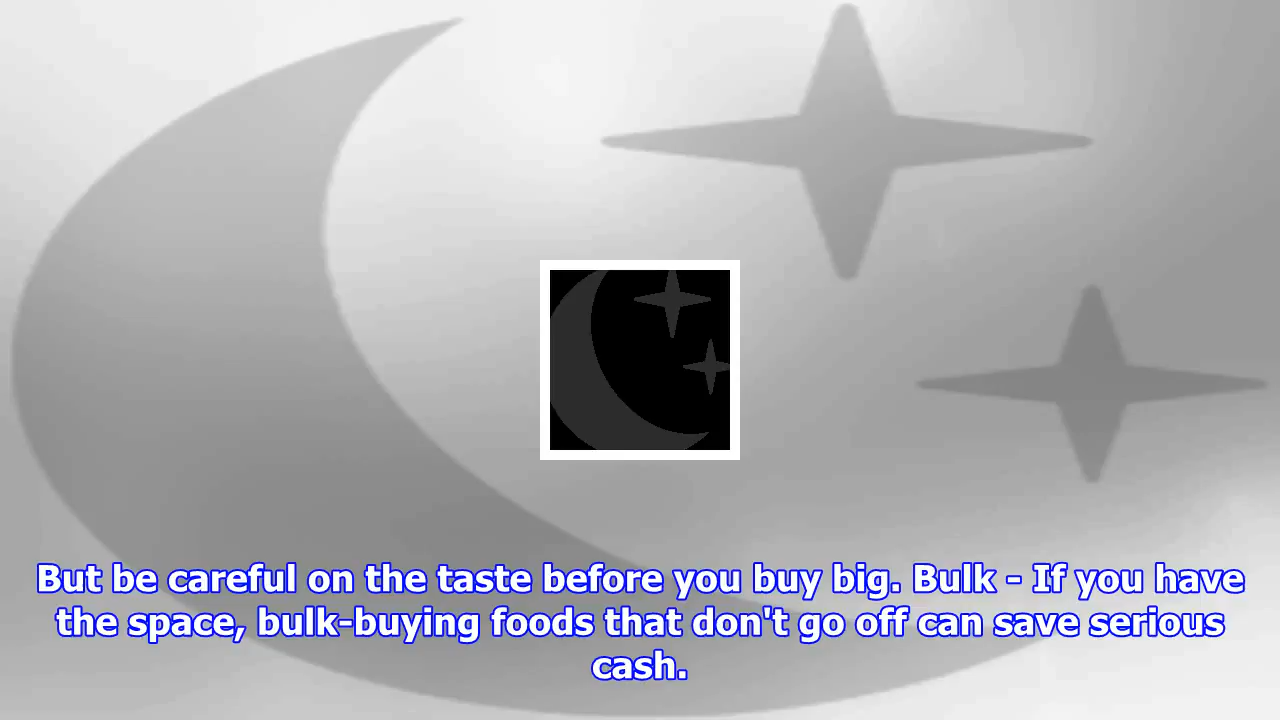 But be careful on the taste before you buy big. Bulk - If you have
the space, bulk-buying foods that don't go off can save serious
cash.